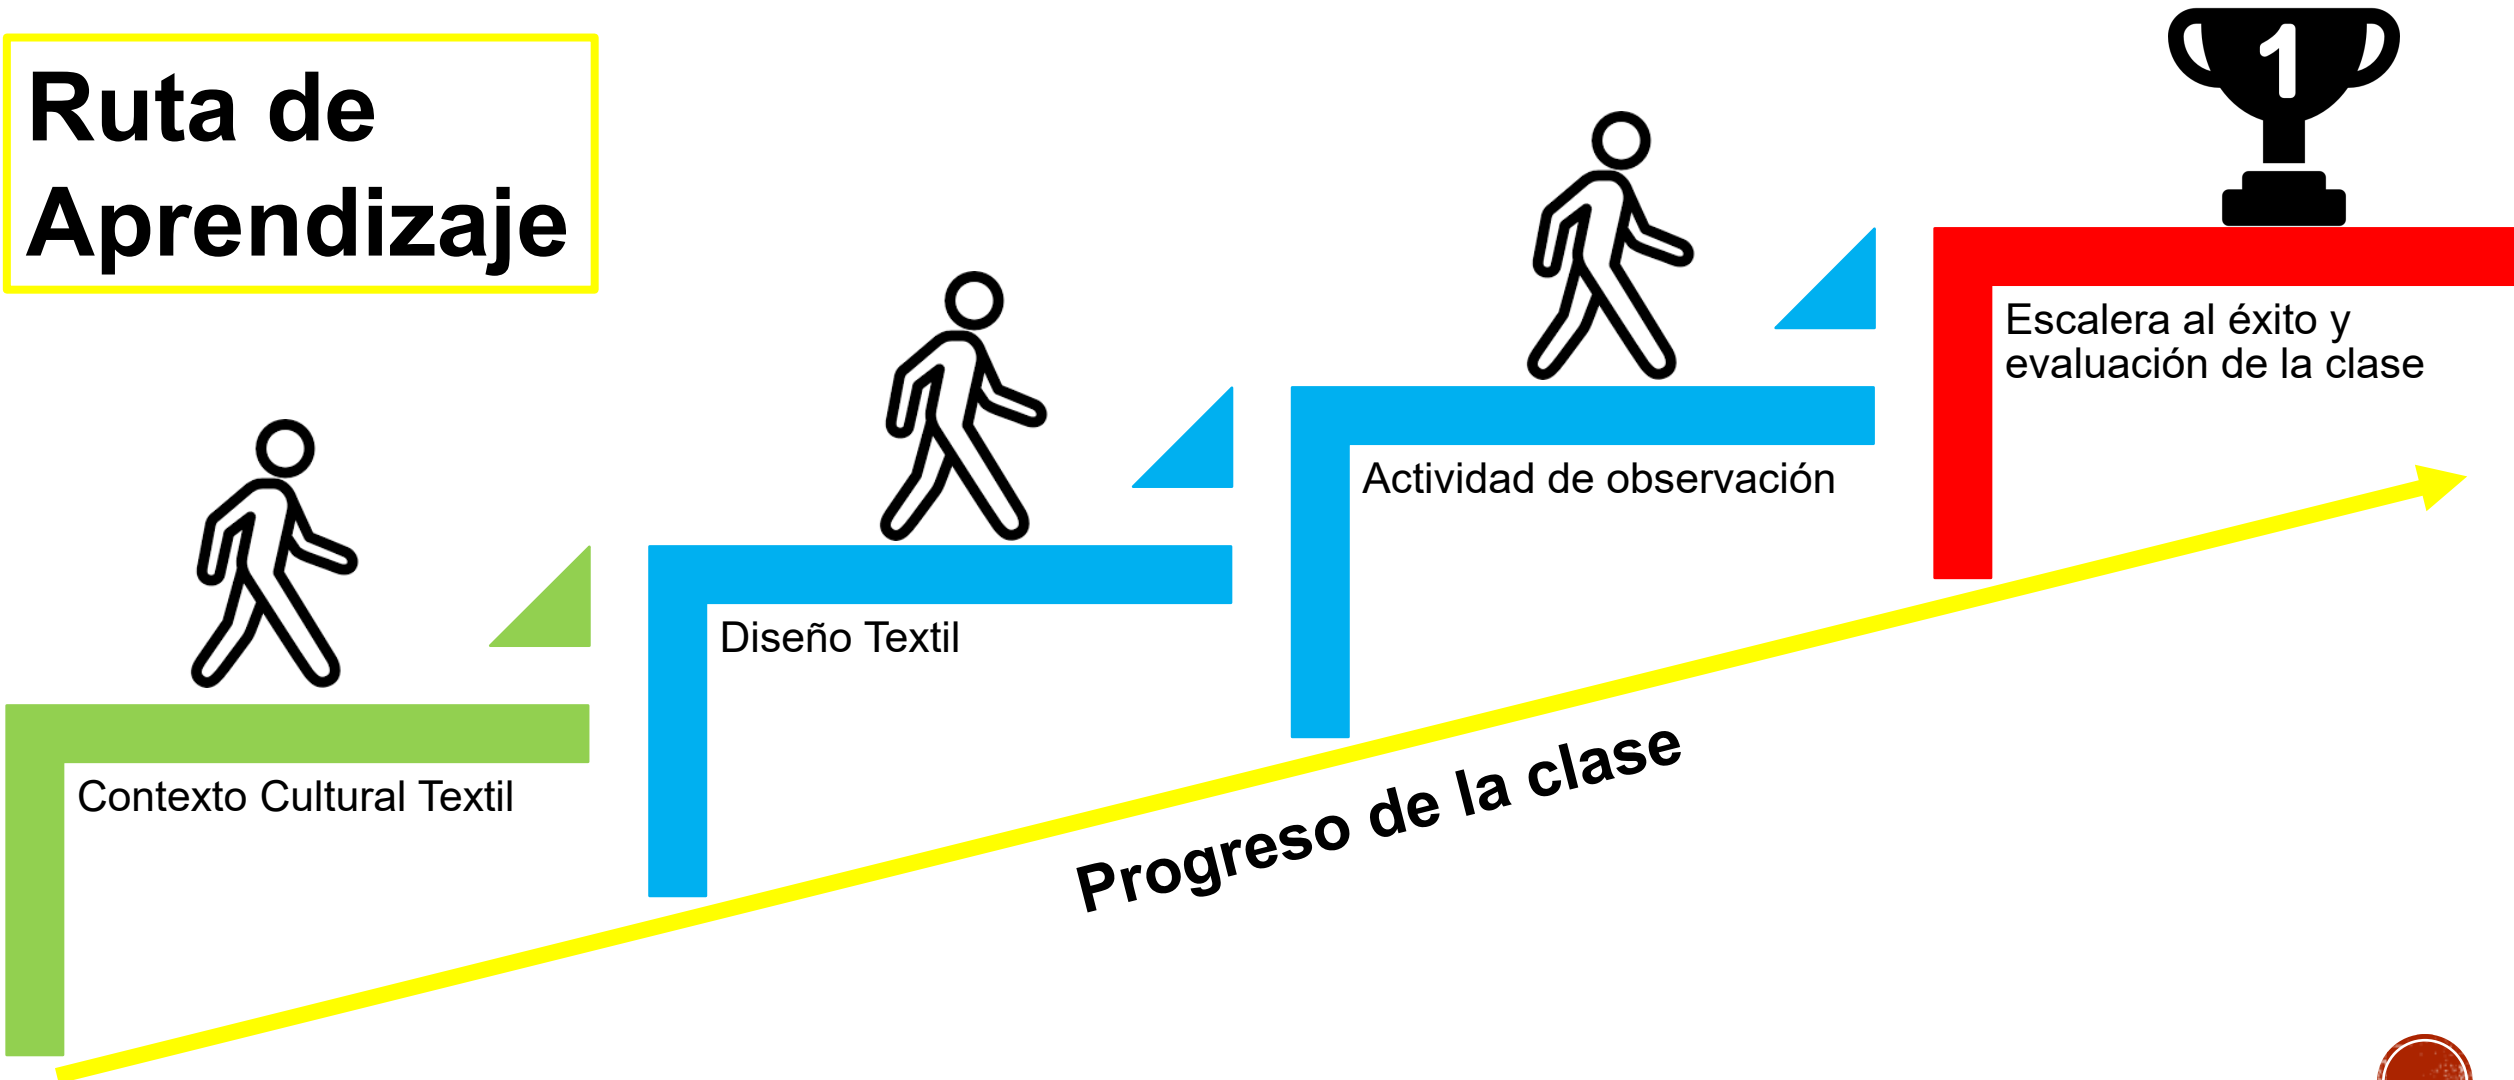 Ruta de
Aprendizaje
1
Escalera al éxito y
evaluación de la clase
Actividad de observación
Diseño Textil
Contexto Cultural Textil
Progreso de la clase